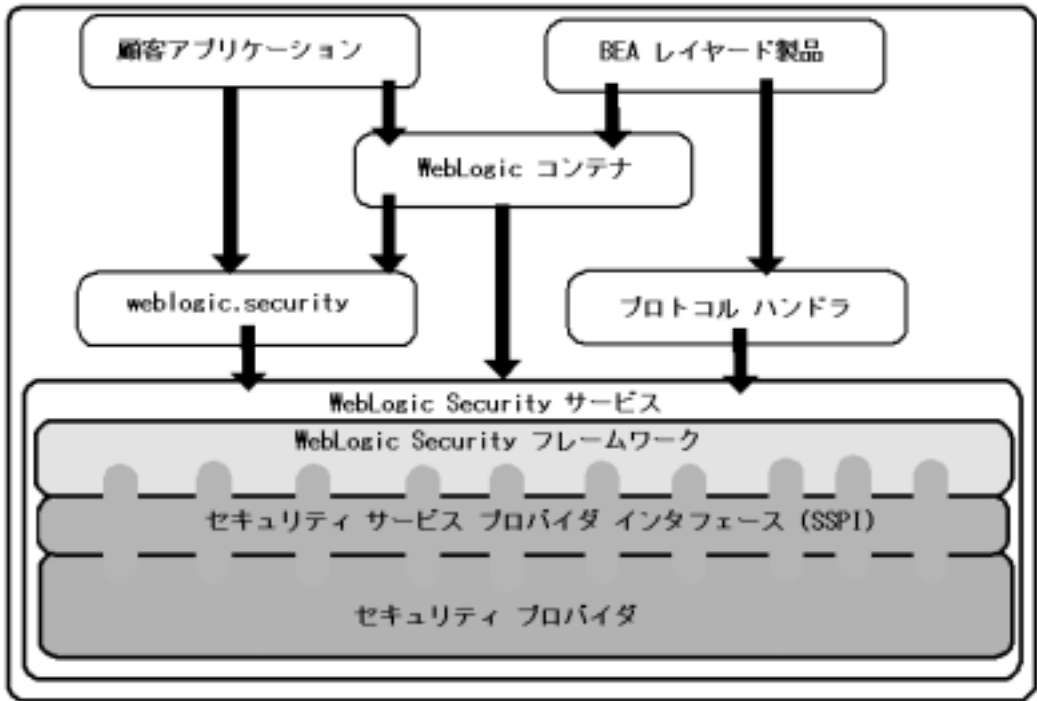 顧客アプリケーション
BEA レイヤード製品
WebLogic コンテナ
weblogic.security
プロトコル ハンドラ
WebLogic Security サービス
WebLogic Security フレームワーク
セキュリティ サービス プロバイダ インタフェース (SSPI)
セキュリティ プロバイダ